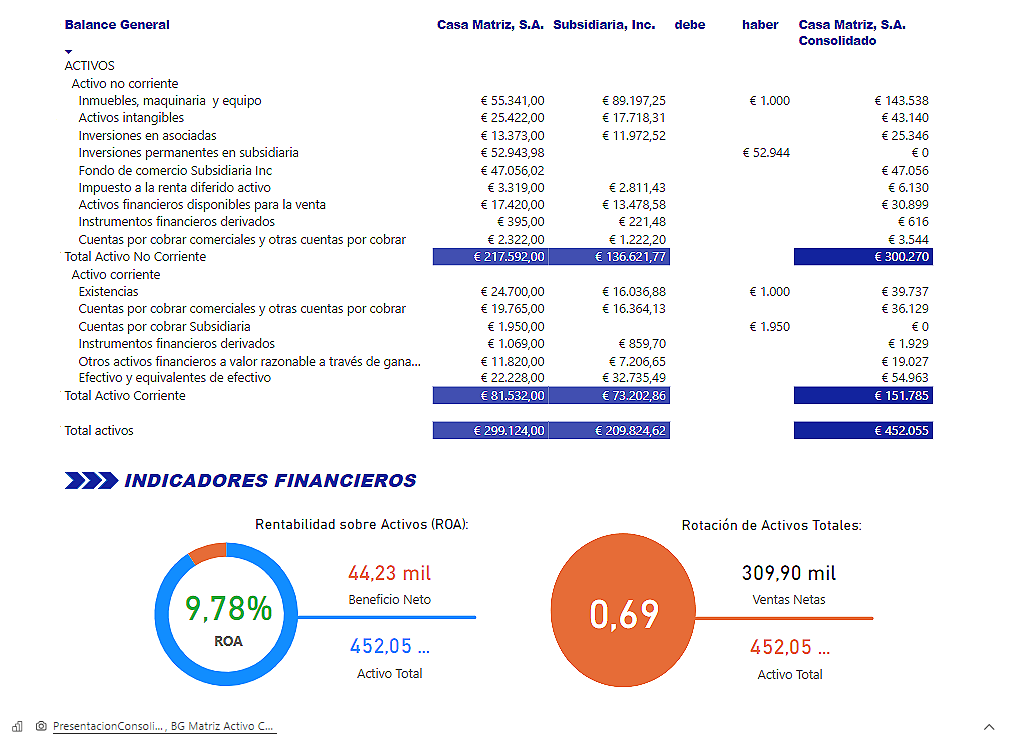 Balance General Casa Matriz, S.A. Subsidiaria, Inc. debe haber Casa Matriz, S.A.
Consolidado
ACTIVOS
Activo no corriente
Inmuebles, maquinaria y equipo € 55.341,00 € 89.197,25 € 1.000 € 143.538
Activos intangibles € 25.422,00 € 17.718,31 € 43.140
Inversiones en asociadas € 13.373,00 € 11.972,52 € 25.346
Inversiones permanentes en subsidiaria € 52.943,98 € 52.944 € 0
Fondo de comercio Subsidiaria Inc € 47.056,02 € 47.056
Impuesto a la renta diferido activo € 3.319,00 € 2.811,43 € 6.130
Activos financieros disponibles para la venta € 17.420,00 € 13.478,58 € 30.899
Instrumentos financieros derivados € 395,00 € 221,48 € 616
Cuentas por cobrar comerciales y otras cuentas por cobrar € 2.322,00 € 1.222,20 € 3.544
Total Activo No Corriente € 217.592,00 € 136.621,77 € 300.270
Activo corriente
Existencias € 24.700,00 € 16.036,88 € 1.000 € 39.737
Cuentas por cobrar comerciales y otras cuentas por cobrar € 19.765,00 € 16.364,13 € 36.129
Cuentas por cobrar Subsidiaria € 1.950,00 € 1.950 € 0
Instrumentos financieros derivados € 1.069,00 € 859,70 € 1.929
Otros activos financieros a valor razonable a través de gana... € 11.820,00 € 7.206,65 € 19.027
Efectivo y equivalentes de efectivo € 22.228,00 € 32.735,49 € 54.963
Total Activo Corriente € 81.532,00 € 73.202,86 € 151.785
Total activos € 299.124,00 € 209.824,62 € 452.055
INDICADORES FINANCIEROS
Rentabilidad sobre Activos (ROA):
9,78%
ROA
44,23 mil
Beneficio Neto
452,05 ...
Activo Total
Rotación de Activos Totales:
0,69
309,90 mil
Ventas Netas
452,05 ...
Activo Total
PresentacionConsoli... , BG Matriz Activo C...